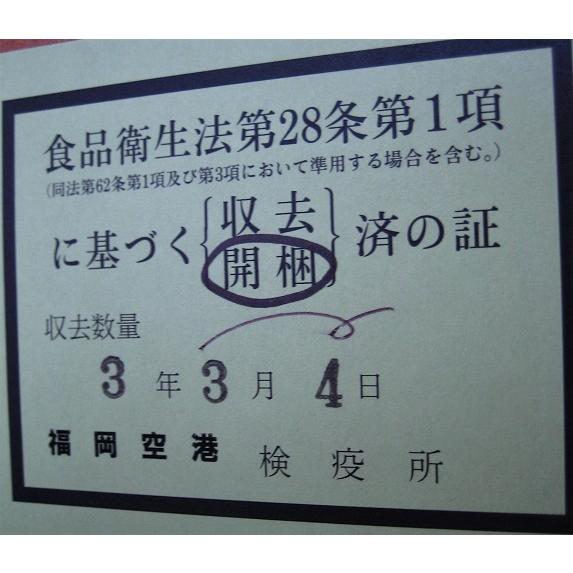 食品衛生法第28条第1項
(同法第62条第1項及び第3項において準用する場合を含む。)
に基づく{収去
開梱}済の証
収去数量
3年3月4日
福岡空港 検疫所